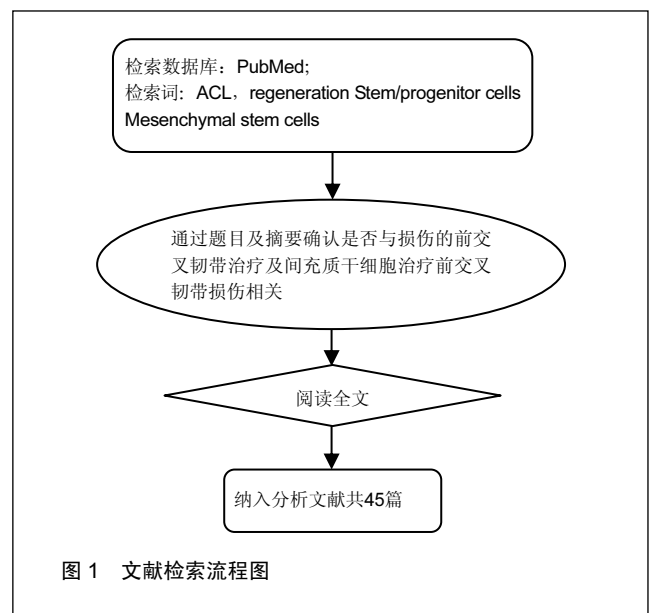 检索数据库：PubMed；
检索词：ACL，regeneration Stem/progenitor cells
Mesenchymal stem cells
通过题目及摘要确认是否与损伤的前交
叉韧带治疗及间充质干细胞治疗前交叉
韧带损伤相关
阅读全文
纳入分析文献共45篇
图 1 文献检索流程图